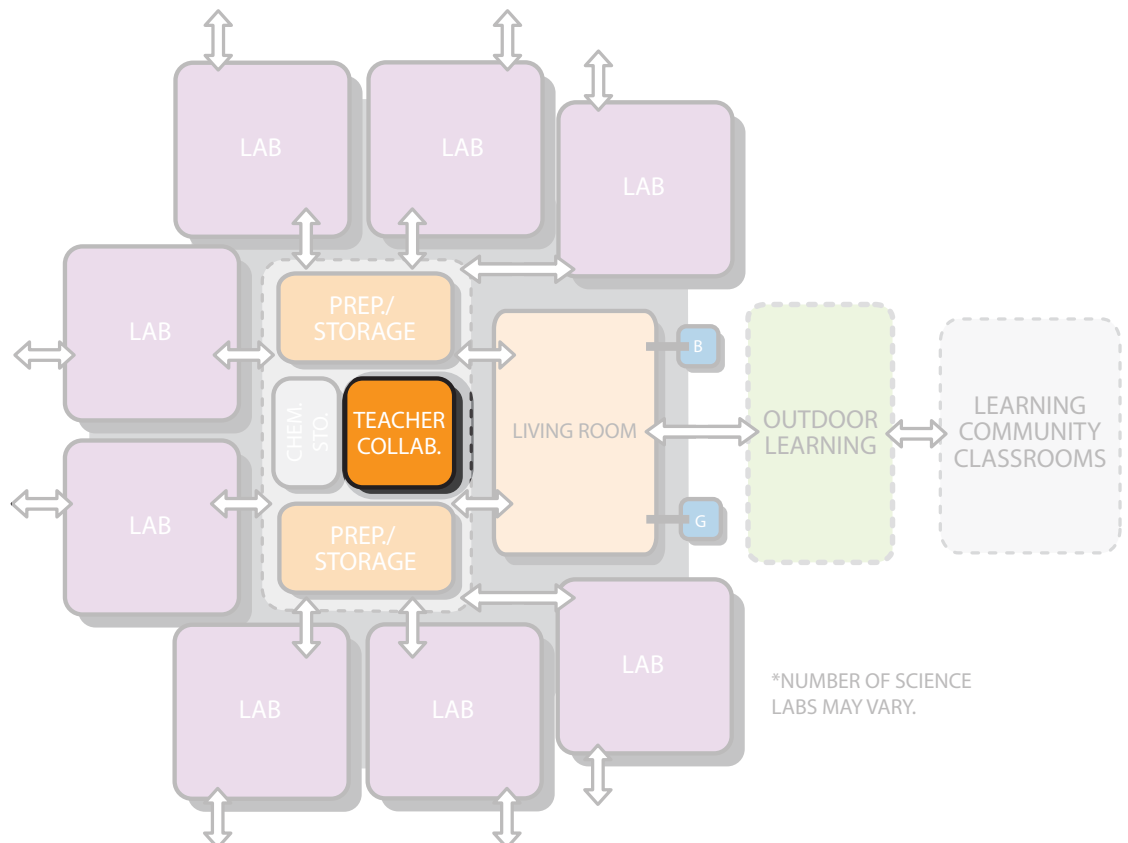 LAB
LAB
LAB
LAB
PREP./
STORAGE
B
CHEM.
STO.
TEACHER
COLLAB.
LIVING ROOM
OUTDOOR
LEARNING
LEARNING
COMMUNITY
CLASSROOMS
LAB
PREP./
STORAGE
G
LAB
LAB
LAB
*NUMBER OF SCIENCE
LABS MAY VARY.